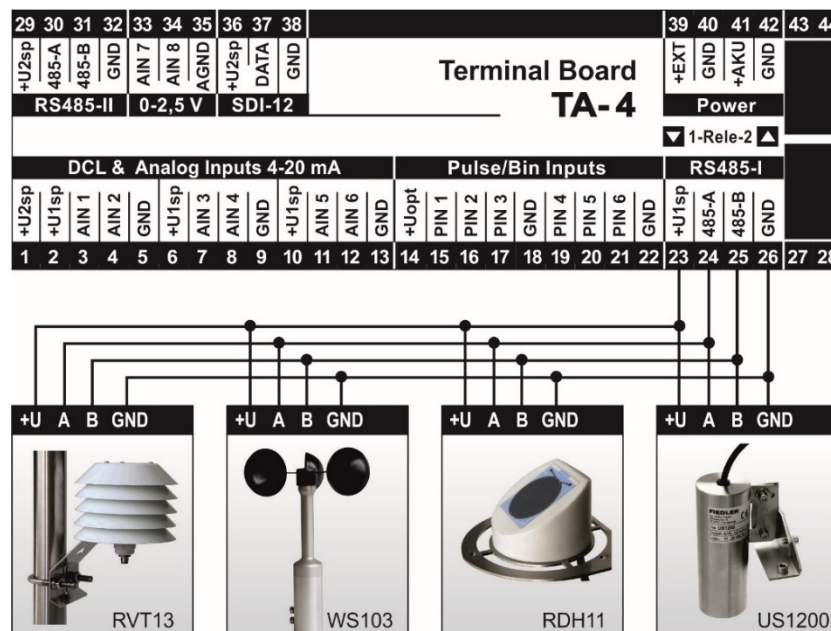 29 30 31 32 33 34 35 36 37 38 39 40 41 42 43 44
+U2sp 485-A 485-B GND AIN 7 AIN 8 AGND +U2sp DATA GND +EXT GND +AKU GND
RS485-II 0-2,5 V SDI-12 Power
Terminal Board
TA-4
1-Rele-2
DCL & Analog Inputs 4-20 mA Pulse/Bin Inputs RS485-I
+U2sp +U1sp AIN 1 AIN 2 GND +U1sp AIN 3 AIN 4 GND +U1sp AIN 5 AIN 6 GND +Uopt PIN 1 PIN 2 PIN 3 GND PIN 4 PIN 5 PIN 6 GND +U1sp 485-A 485-B GND
1 2 3 4 5 6 7 8 9 10 11 12 13 14 15 16 17 18 19 20 21 22 23 24 25 26 27 28
+U A B GND +U A B GND +U A B GND +U A B GND
FIEDLER
US1200
RVT13 WS103 RDH11 US1200